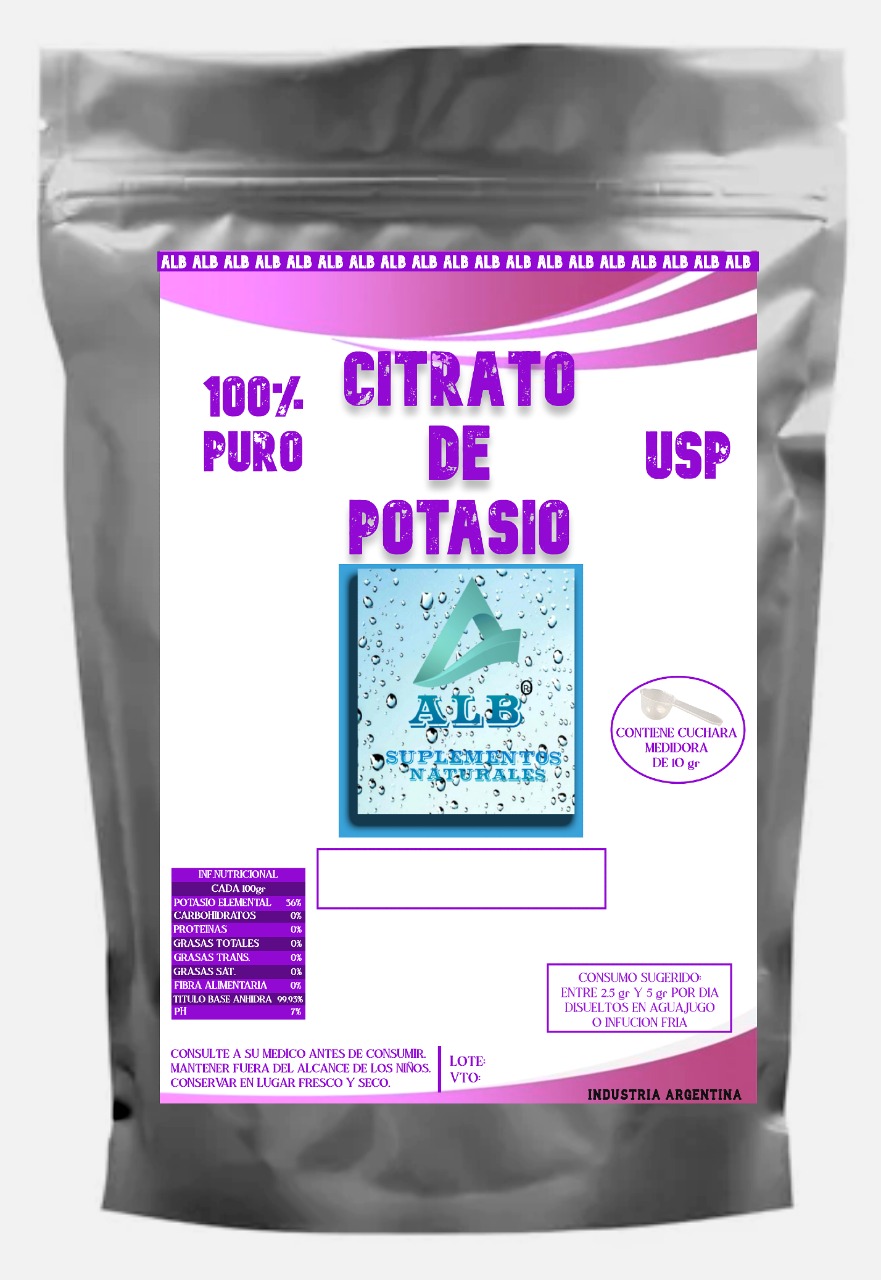 ALB ALB ALB ALB ALB ALB ALB ALB ALB ALB ALB ALB ALB ALB ALB ALB ALB ALB ALB
100%
PURO
CITRATO
DE
POTASIO
USP
ALB®
SUPLEMENTOS
NATURALES
CONTIENE CUCHARA
MEDIDORA
DE 10 gr
INF.NUTRICIONAL
CADA 100gr
POTASIO ELEMENTAL 36%
CARBOHIDRATOS 0%
PROTEINAS 0%
GRASAS TOTALES 0%
GRASAS TRANS. 0%
GRASAS SAT. 0%
FIBRA ALIMENTARIA 0%
TITULO BASE ANHIDRA 99.93%
PH 7%
CONSUMO SUGERIDO:
ENTRE 2.5 gr Y 5 gr POR DIA
DISUELTOS EN AGUA,JUGO
O INFUCION FRIA
CONSULTE A SU MEDICO ANTES DE CONSUMIR.
MANTENER FUERA DEL ALCANCE DE LOS NIÑOS.
CONSERVAR EN LUGAR FRESCO Y SECO.
LOTE:
VTO:
INDUSTRIA ARGENTINA